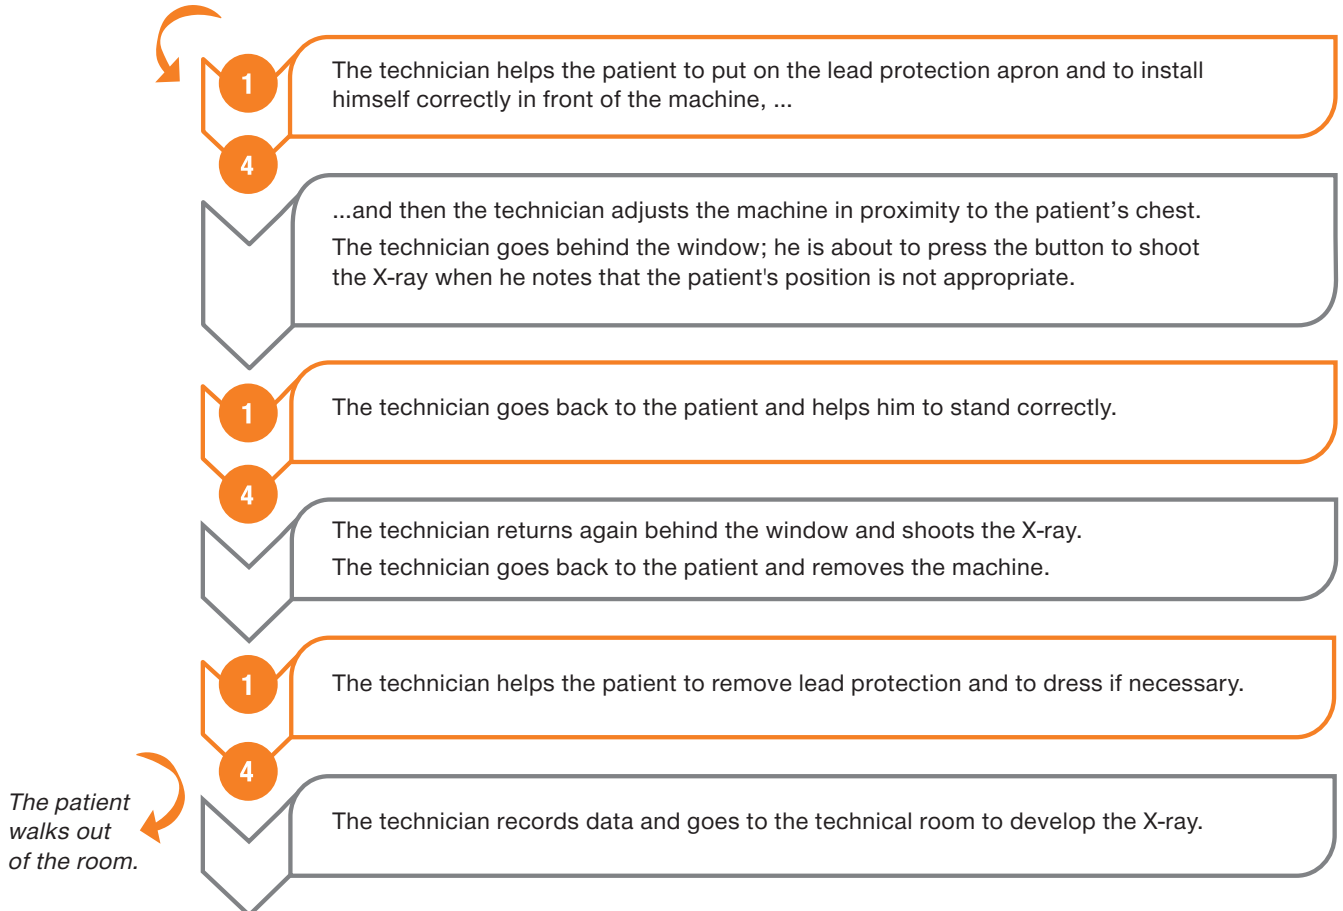 1
The technician helps the patient to put on the lead protection apron and to install
himself correctly in front of the machine, ...
4
...and then the technician adjusts the machine in proximity to the patient’s chest.
The technician goes behind the window; he is about to press the button to shoot
the X-ray when he notes that the patient's position is not appropriate.
1
The technician goes back to the patient and helps him to stand correctly.
4
The technician returns again behind the window and shoots the X-ray.
The technician goes back to the patient and removes the machine.
1
The technician helps the patient to remove lead protection and to dress if necessary.
4
The patient
walks out
of the room.
The technician records data and goes to the technical room to develop the X-ray.